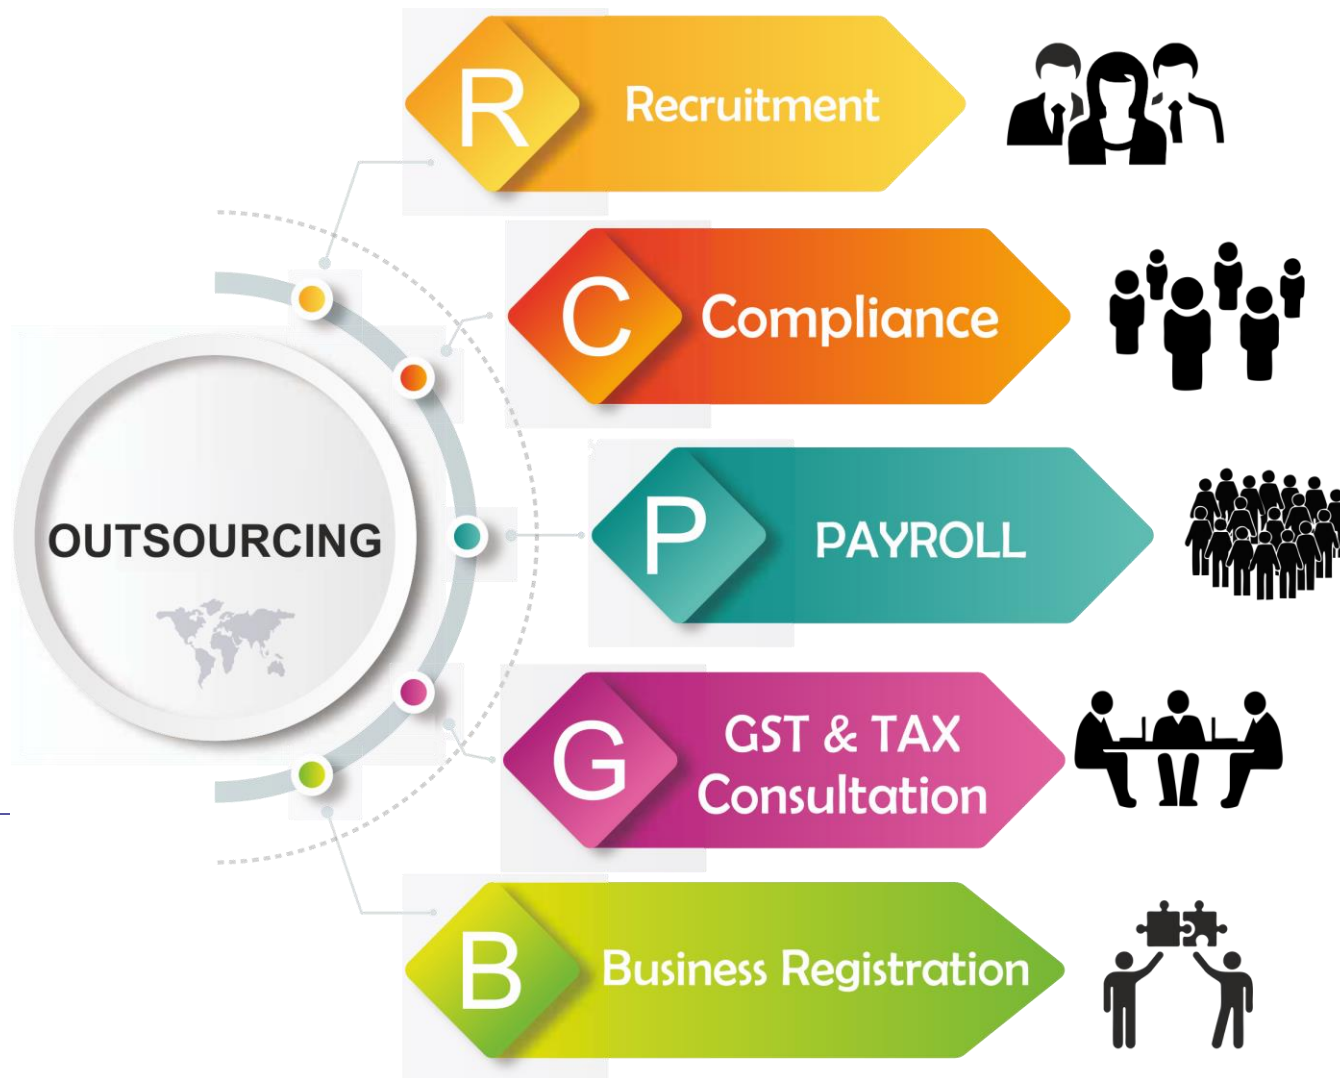 R
Recruitment
C
Compliance
OUTSOURCING
P
PAYROLL
G
GST & TAX
Consultation
B
Business Registration